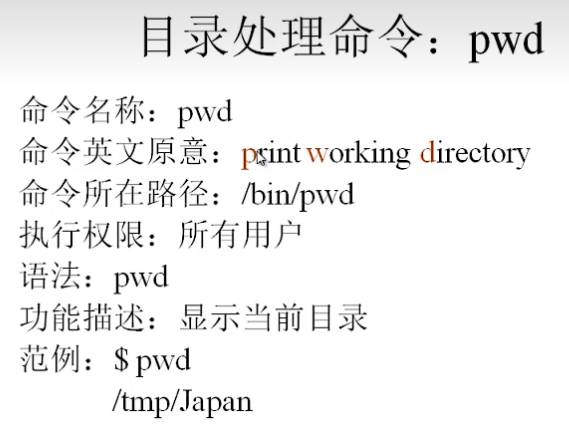 目录处理命令：pwd
命令名称：pwd
命令英文原意：print working directory
命令所在路径：/bin/pwd
执行权限：所有用户
语法：pwd
功能描述：显示当前目录
范例：$ pwd
/tmp/Japan